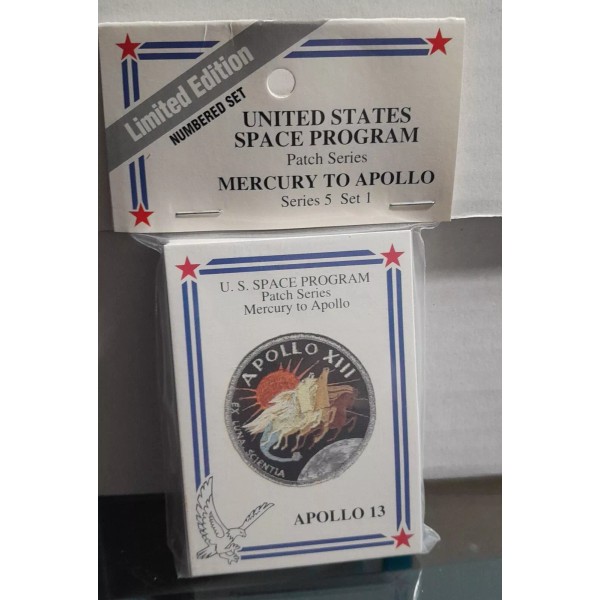 Limited Edition
NUMBERED SET
UNITED STATES
SPACE PROGRAM
Patch Series
MERCURY TO APOLLO
Series 5 Set 1
U. S. SPACE PROGRAM
Patch Series
Mercury to Apollo
APOLLO XIII
EX LUNA, SCIENTIA
APOLLO 13